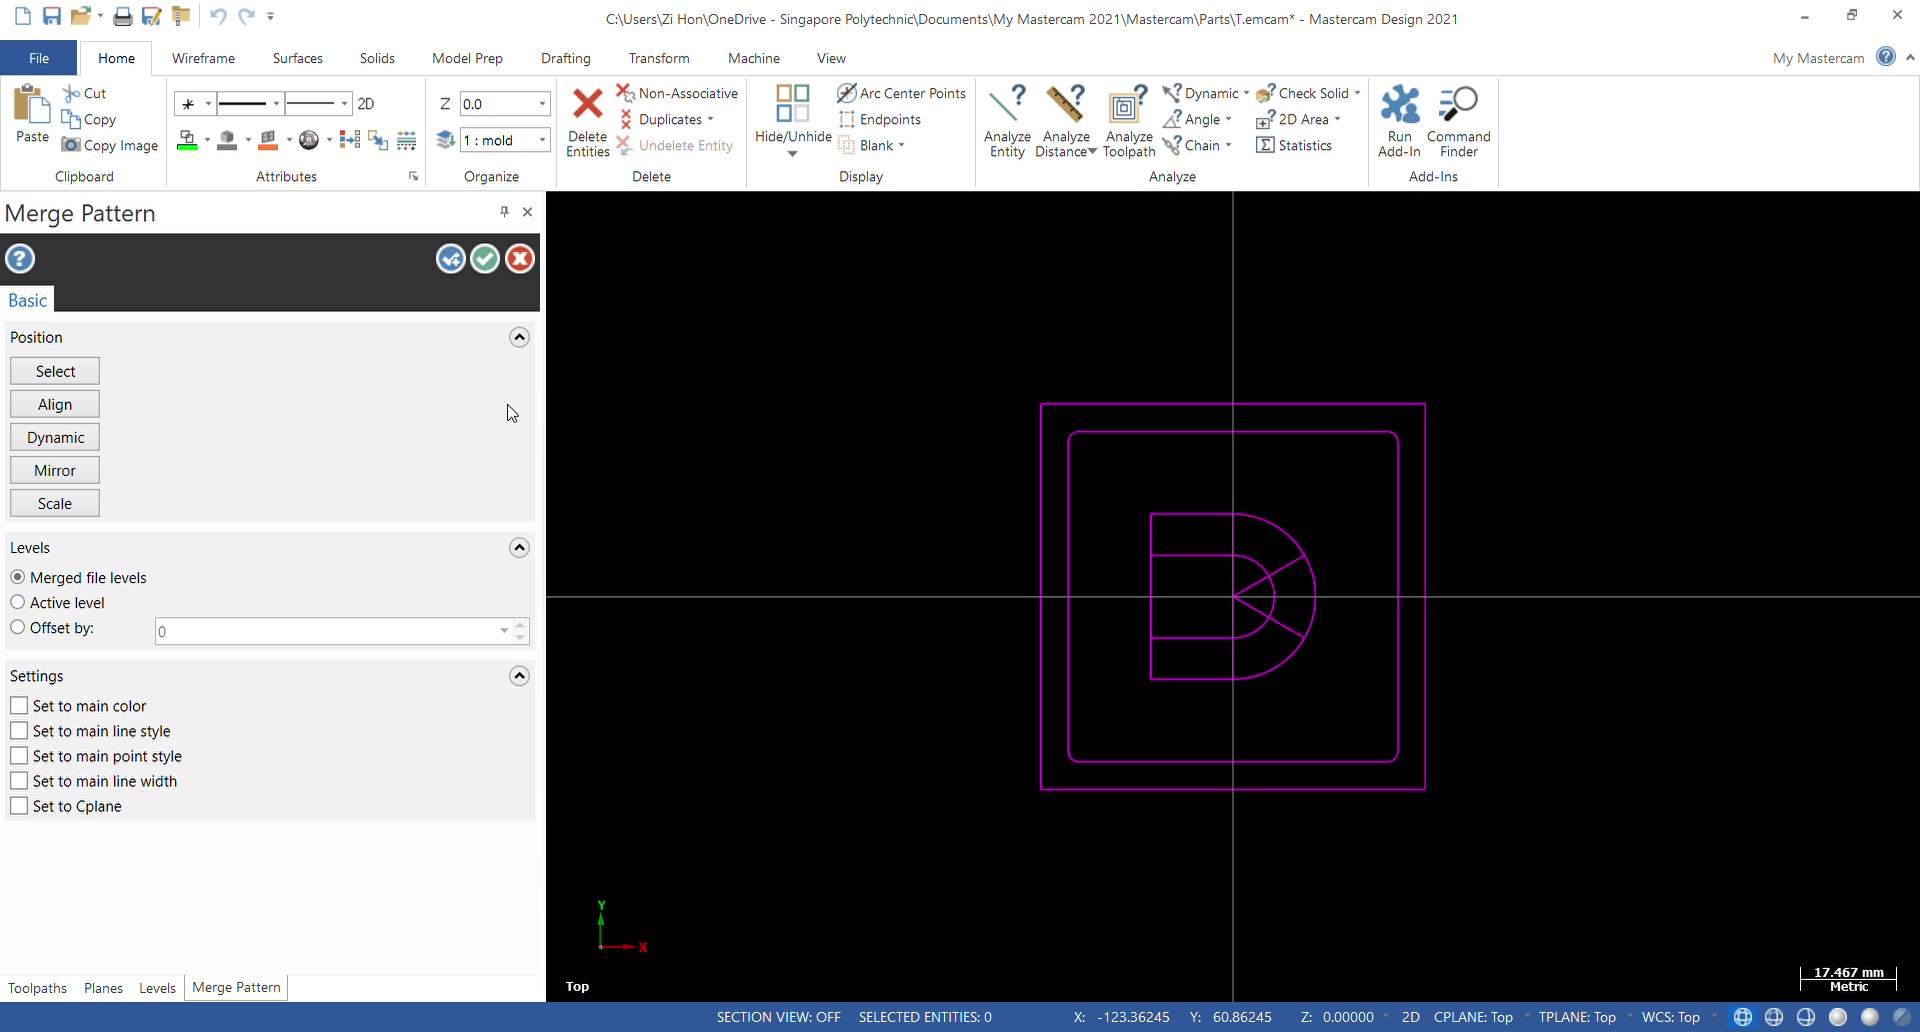 C:\Users\Zi Hon\OneDrive - Singapore Polytechnic\Documents\My Mastercam 2021\Mastercam\Parts\T.emcam* - Mastercam Design 2021
File Home Wireframe Surfaces Solids Model Prep Drafting Transform Machine View My Mastercam
Paste
Cut
Copy
Copy Image
Clipboard
2D
Attributes
Z 0.0
1 : mold
Organize
Delete Entities
Non-Associative
Duplicates
Undelete Entity
Delete
Hide/Unhide
Arc Center Points
Endpoints
Blank
Display
Analyze Entity
Analyze Distance
Analyze Toolpath
Dynamic
Angle
Chain
Check Solid
2D Area
Statistics
Analyze
Run Add-In
Command Finder
Add-Ins
Merge Pattern
Basic
Position
Select
Align
Dynamic
Mirror
Scale
Levels
Merged file levels
Active level
Offset by: 0
Settings
Set to main color
Set to main line style
Set to main point style
Set to main line width
Set to Cplane
Toolpaths Planes Levels Merge Pattern
Y
X
Top
17.467 mm
Metric
SECTION VIEW: OFF SELECTED ENTITIES: 0 X: -123.36245 Y: 60.86245 Z: 0.00000 2D CPLANE: Top TPLANE: Top WCS: Top